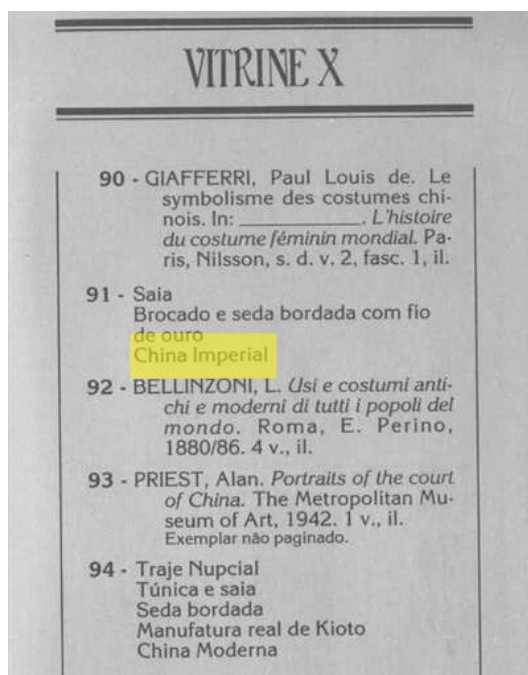 VITRINE X
90 - GIAFFERRI, Paul Louis de. Le
symbolisme des costumes chi-
nois. In: ____________. L'histoire
du costume féminin mondial. Pa-
ris, Nilsson, s. d. v. 2, fasc. 1, il.
91 - Saia
Brocado e seda bordada com fio
de ouro
China Imperial
92 - BELLINZONI, L. Usi e costumi anti-
chi e moderni di tutti i popoli del
mondo. Roma, E. Perino,
1880/86. 4 v., il.
93 - PRIEST, Alan. Portraits of the court
of China. The Metropolitan Mu-
seum of Art, 1942. 1 v., il.
Exemplar não paginado.
94 - Traje Nupcial
Túnica e saia
Seda bordada
Manufatura real de Kioto
China Moderna